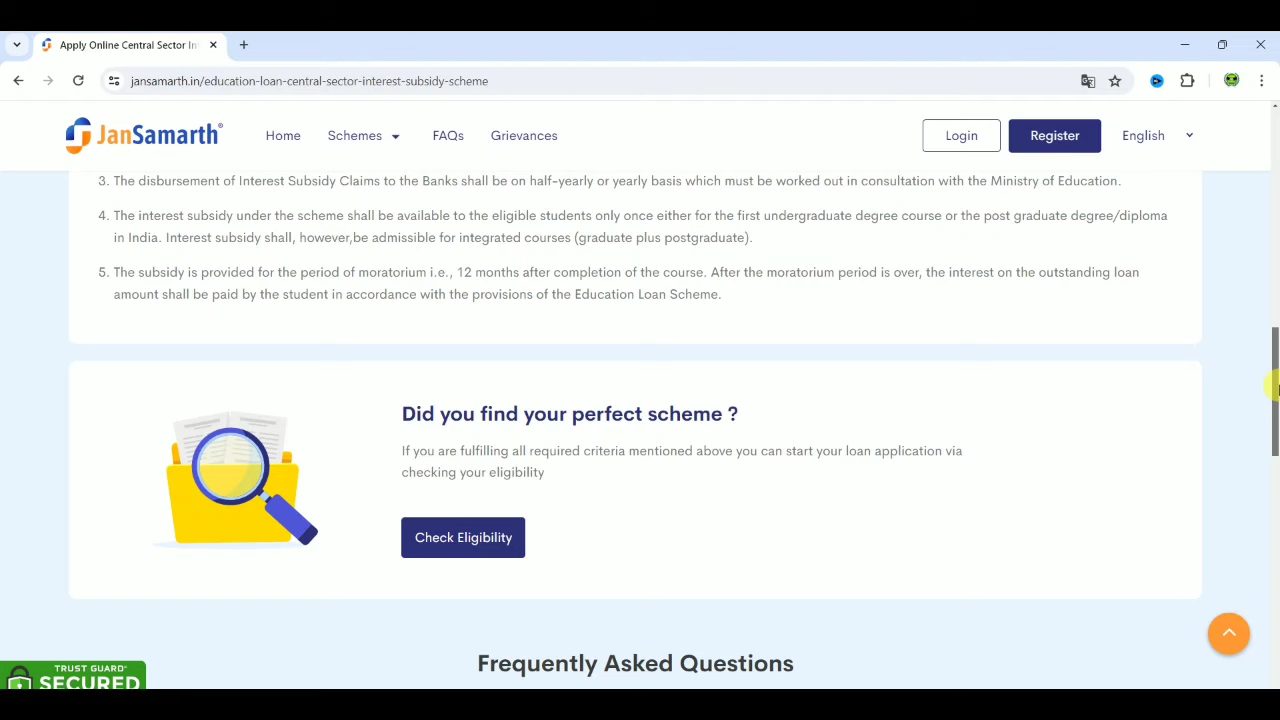 Apply Online Central Sector In
jansamarth.in/education-loan-central-sector-interest-subsidy-scheme
JanSamarth®
Home
Schemes
FAQs
Grievances
Login
Register
English
3. The disbursement of Interest Subsidy Claims to the Banks shall be on half-yearly or yearly basis which must be worked out in consultation with the Ministry of Education.
4. The interest subsidy under the scheme shall be available to the eligible students only once either for the first undergraduate degree course or the post graduate degree/diploma
in India. Interest subsidy shall, however,be admissible for integrated courses (graduate plus postgraduate).
5. The subsidy is provided for the period of moratorium i.e., 12 months after completion of the course. After the moratorium period is over, the interest on the outstanding loan
amount shall be paid by the student in accordance with the provisions of the Education Loan Scheme.
Did you find your perfect scheme ?
If you are fulfilling all required criteria mentioned above you can start your loan application via
checking your eligibility
Check Eligibility
Frequently Asked Questions
TRUST GUARD™
SECURED